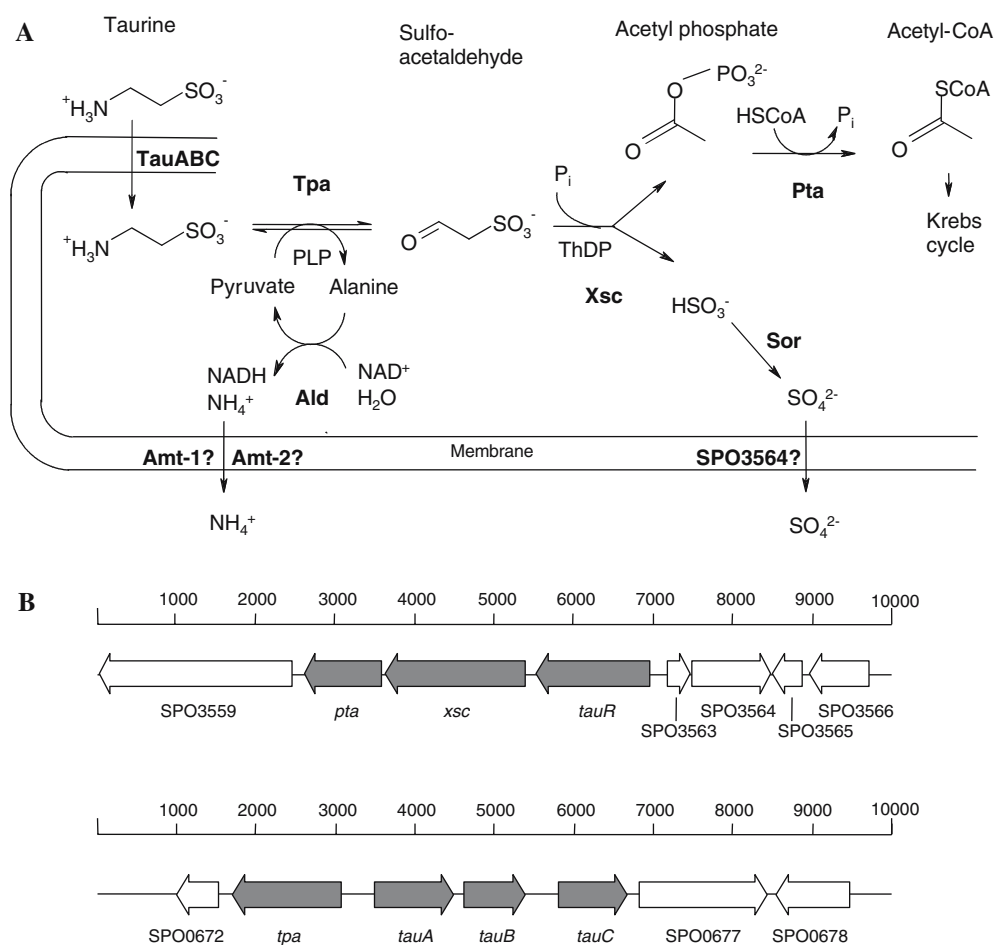 A
Taurine
Sulfo-
acetaldehyde
Acetyl phosphate
Acetyl-CoA
+H3N SO3-
TauABC
+H3N SO3-
Tpa
PLP
Pyruvate Alanine
NADH
NH4+
Ald
NAD+
H2O
O SO3-
Pi
ThDP
Xsc
O PO32-
O
HSCoA Pi
Pta
SCoA
O
Krebs
cycle
HSO3-
Sor
SO42-
Amt-1? Amt-2? Membrane SPO3564?
NH4+ SO42-
B
1000 2000 3000 4000 5000 6000 7000 8000 9000 10000
SPO3559 pta xsc tauR SPO3563 SPO3564 SPO3565 SPO3566
1000 2000 3000 4000 5000 6000 7000 8000 9000 10000
SPO0672 tpa tauA tauB tauC SPO0677 SPO0678